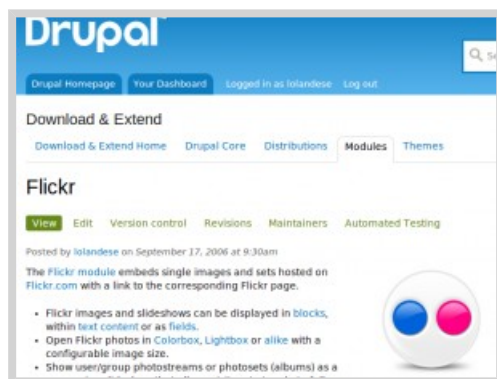 Drupal
Drupal Homepage Your Dashboard Logged in as lolandese Log out
Download & Extend
Download & Extend Home Drupal Core Distributions Modules Themes
Flickr
View Edit Version control Revisions Maintainers Automated Testing
Posted by lolandese on September 17, 2006 at 9:30am
The Flickr module embeds single images and sets hosted on
Flickr.com with a link to the corresponding Flickr page.
• Flickr images and slideshows can be displayed in blocks,
within text content or as fields.
• Open Flickr photos in Colorbox, Lightbox or alike with a
configurable image size.
• Show user/group photostreams or photosets (albums) as a